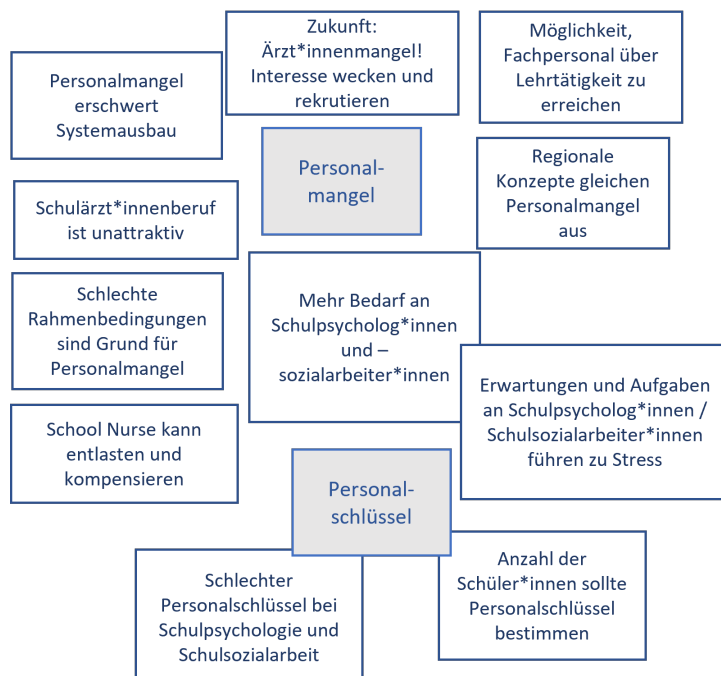 Zukunft:
Ärzt*innenmangel!
Interesse wecken und
rekrutieren
Möglichkeit,
Fachpersonal über
Lehrtätigkeit zu
erreichen
Personalmangel
erschwert
Systemausbau
Personal-
mangel
Regionale
Konzepte gleichen
Personalmangel
aus
Schulärzt*innenberuf
ist unattraktiv
Schlechte
Rahmenbedingungen
sind Grund für
Personalmangel
Mehr Bedarf an
Schulpsycholog*innen
und –
sozialarbeiter*innen
Erwartungen und Aufgaben
an Schulpsycholog*innen /
Schulsozialarbeiter*innen
führen zu Stress
School Nurse kann
entlasten und
kompensieren
Personal-
schlüssel
Schlechter
Personalschlüssel bei
Schulpsychologie und
Schulsozialarbeit
Anzahl der
Schüler*innen sollte
Personalschlüssel
bestimmen